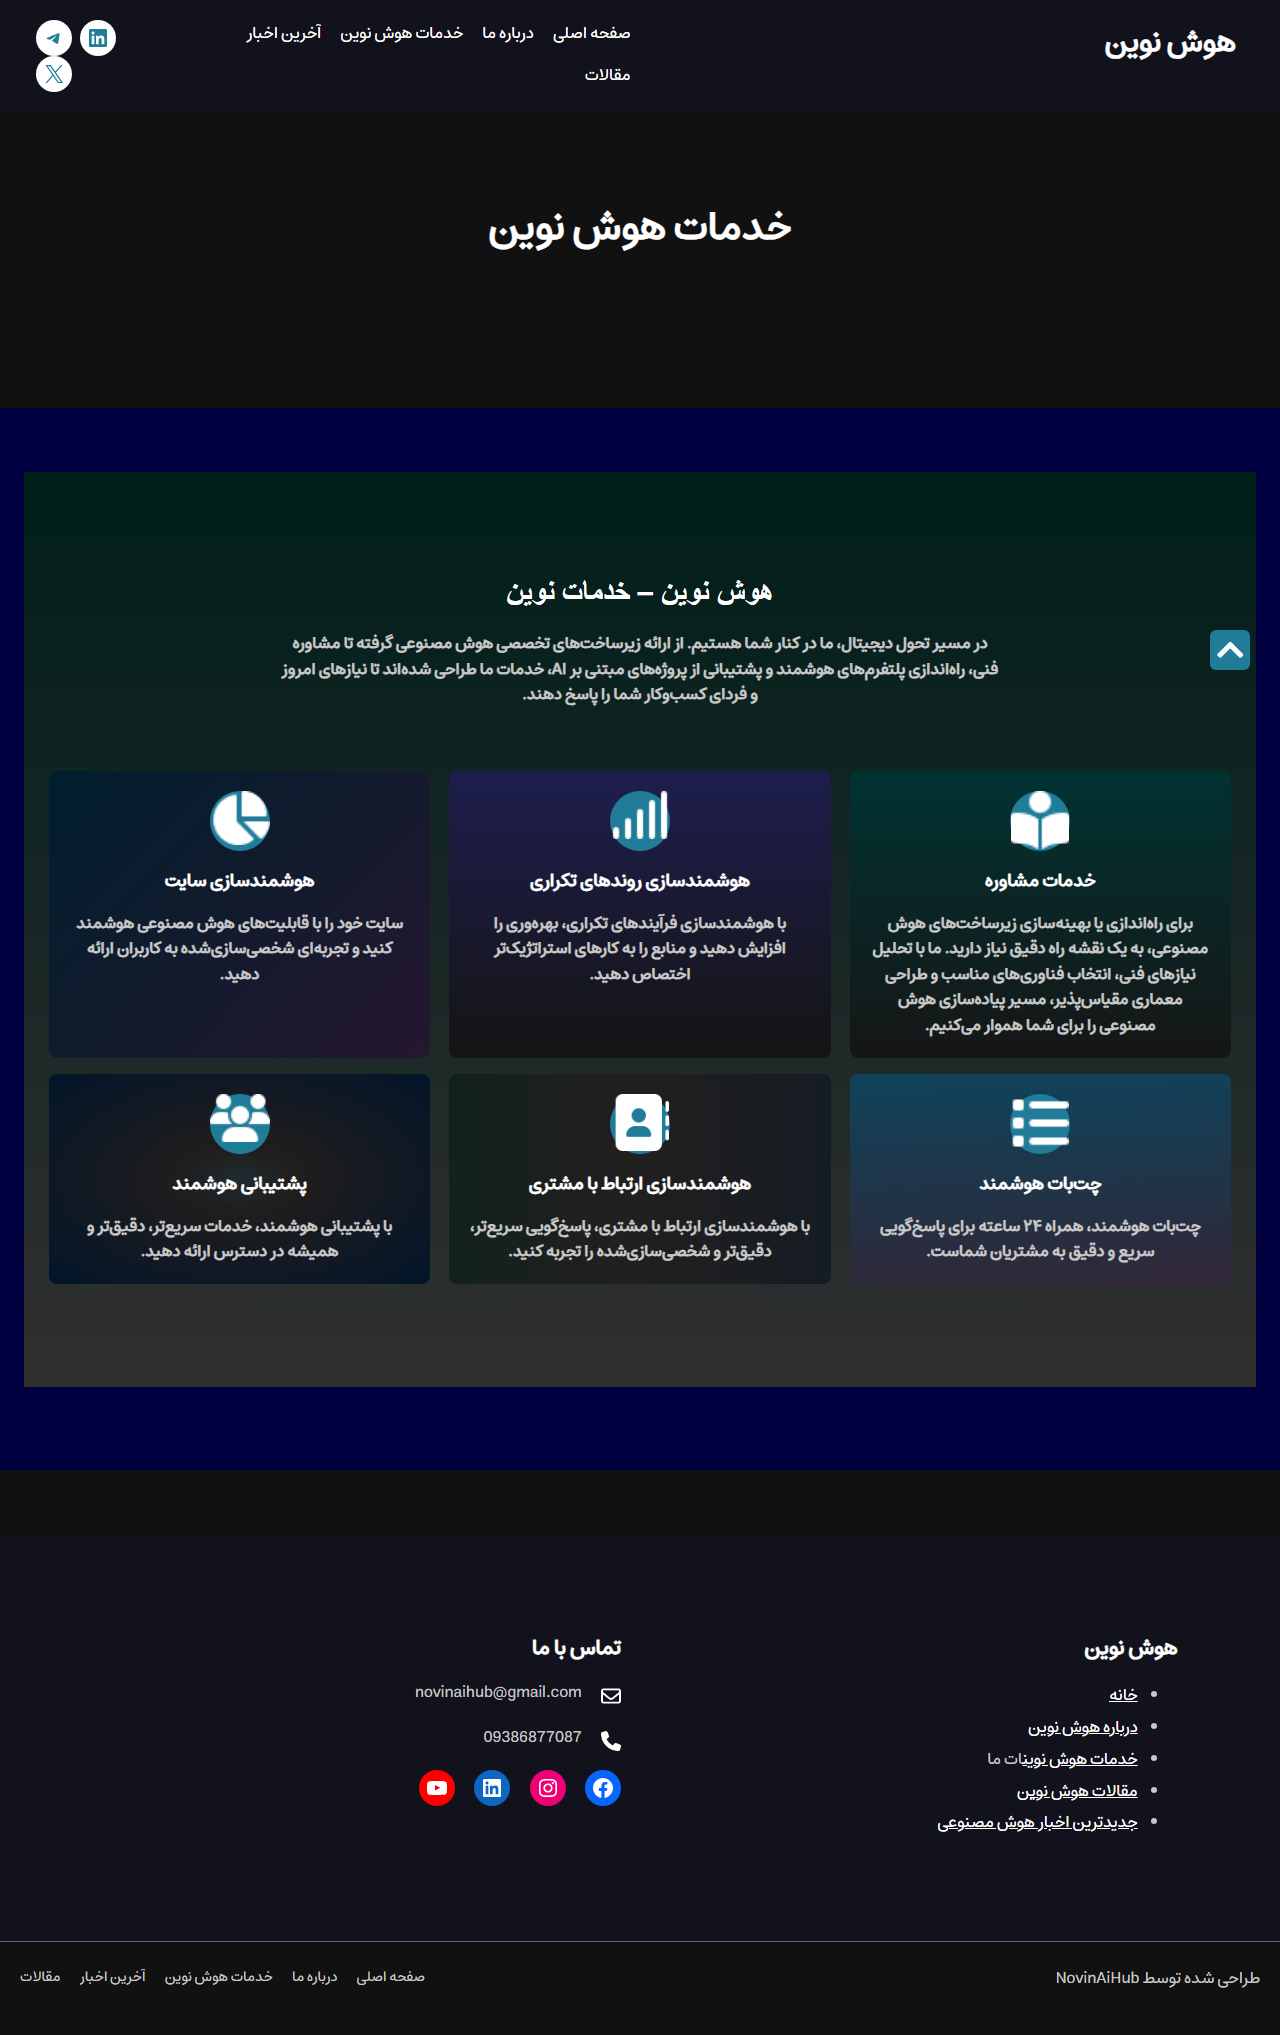 هوش نوین
صفحه اصلی درباره ما خدمات هوش نوین آخرین اخبار
مقالات
خدمات هوش نوین
هوش نوین – خدمات نوین
در مسیر تحول دیجیتال، ما در کنار شما هستیم. از ارائه زیرساخت‌های تخصصی هوش مصنوعی گرفته تا مشاوره
فنی، راه‌اندازی پلتفرم‌های هوشمند و پشتیبانی از پروژه‌های مبتنی بر AI، خدمات ما طراحی شده‌اند تا نیازهای امروز
و فردای کسب‌وکار شما را پاسخ دهند.
خدمات مشاوره
برای راه‌اندازی یا بهینه‌سازی زیرساخت‌های هوش
مصنوعی، به یک نقشه راه دقیق نیاز دارید. ما با تحلیل
نیازهای فنی، انتخاب فناوری‌های مناسب و طراحی
معماری مقیاس‌پذیر، مسیر پیاده‌سازی هوش
مصنوعی را برای شما هموار می‌کنیم.
هوشمندسازی روندهای تکراری
با هوشمندسازی فرآیندهای تکراری، بهره‌وری را
افزایش دهید و منابع را به کارهای استراتژیک‌تر
اختصاص دهید.
هوشمندسازی سایت
سایت خود را با قابلیت‌های هوش مصنوعی هوشمند
کنید و تجربه‌ای شخصی‌سازی‌شده به کاربران ارائه
دهید.
چت‌بات هوشمند
چت‌بات هوشمند، همراه ۲۴ ساعته برای پاسخ‌گویی
سریع و دقیق به مشتریان شماست.
هوشمندسازی ارتباط با مشتری
با هوشمندسازی ارتباط با مشتری، پاسخ‌گویی سریع‌تر،
دقیق‌تر و شخصی‌سازی‌شده را تجربه کنید.
پشتیبانی هوشمند
با پشتیبانی هوشمند، خدمات سریع‌تر، دقیق‌تر و
همیشه در دسترس ارائه دهید.
هوش نوین
خانه
درباره هوش نوین
خدمات هوش نوینات ما
مقالات هوش نوین
جدیدترین اخبار هوش مصنوعی
تماس با ما
novinaihub@gmail.com
09386877087
طراحی شده توسط NovinAiHub
صفحه اصلی درباره ما خدمات هوش نوین آخرین اخبار مقالات